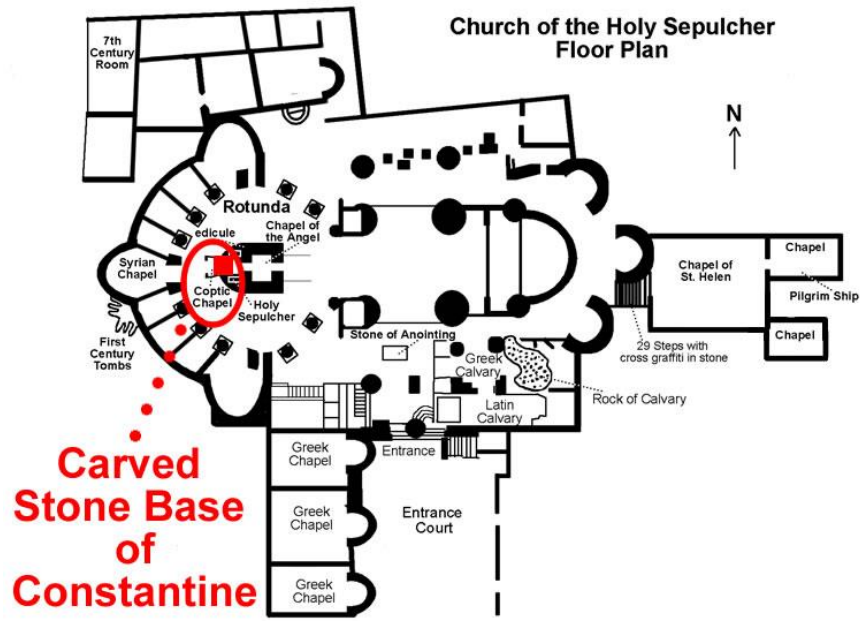 Church of the Holy Sepulcher
Floor Plan
7th
Century
Room
N
Rotunda
edicule
Chapel of
the Angel
Syrian
Chapel
Coptic
Chapel
Holy
Sepulcher
First
Century
Tombs
Stone of Anointing
Greek
Calvary
Latin
Calvary
Rock of Calvary
Chapel of
St. Helen
Chapel
Pilgrim Ship
Chapel
29 Steps with
cross graffiti in stone
Entrance
Entrance
Court
Greek
Chapel
Greek
Chapel
Greek
Chapel
Carved
Stone Base
of
Constantine